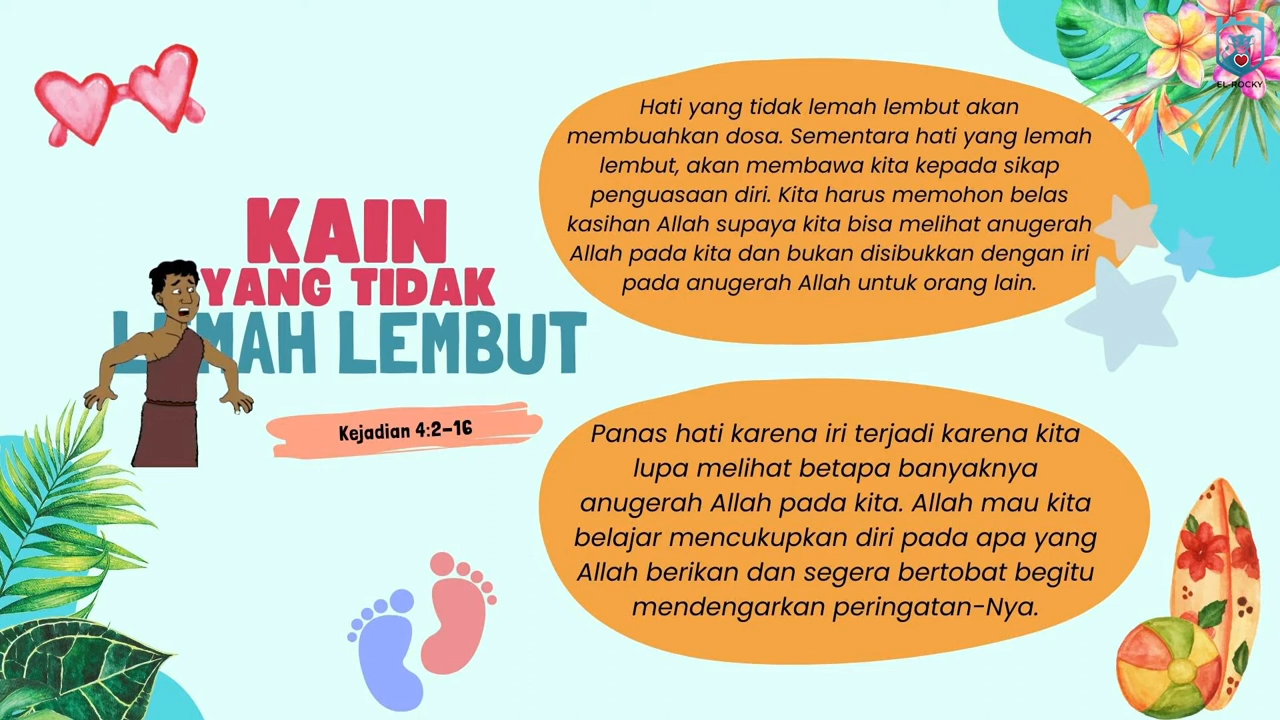 KAIN
YANG TIDAK
LEMAH LEMBUT
Kejadian 4:2-16
Hati yang tidak lemah lembut akan
membuahkan dosa. Sementara hati yang lemah
lembut, akan membawa kita kepada sikap
penguasaan diri. Kita harus memohon belas
kasihan Allah supaya kita bisa melihat anugerah
Allah pada kita dan bukan disibukkan dengan iri
pada anugerah Allah untuk orang lain.
Panas hati karena iri terjadi karena kita
lupa melihat betapa banyaknya
anugerah Allah pada kita. Allah mau kita
belajar mencukupkan diri pada apa yang
Allah berikan dan segera bertobat begitu
mendengarkan peringatan-Nya.
EL-ROCKY